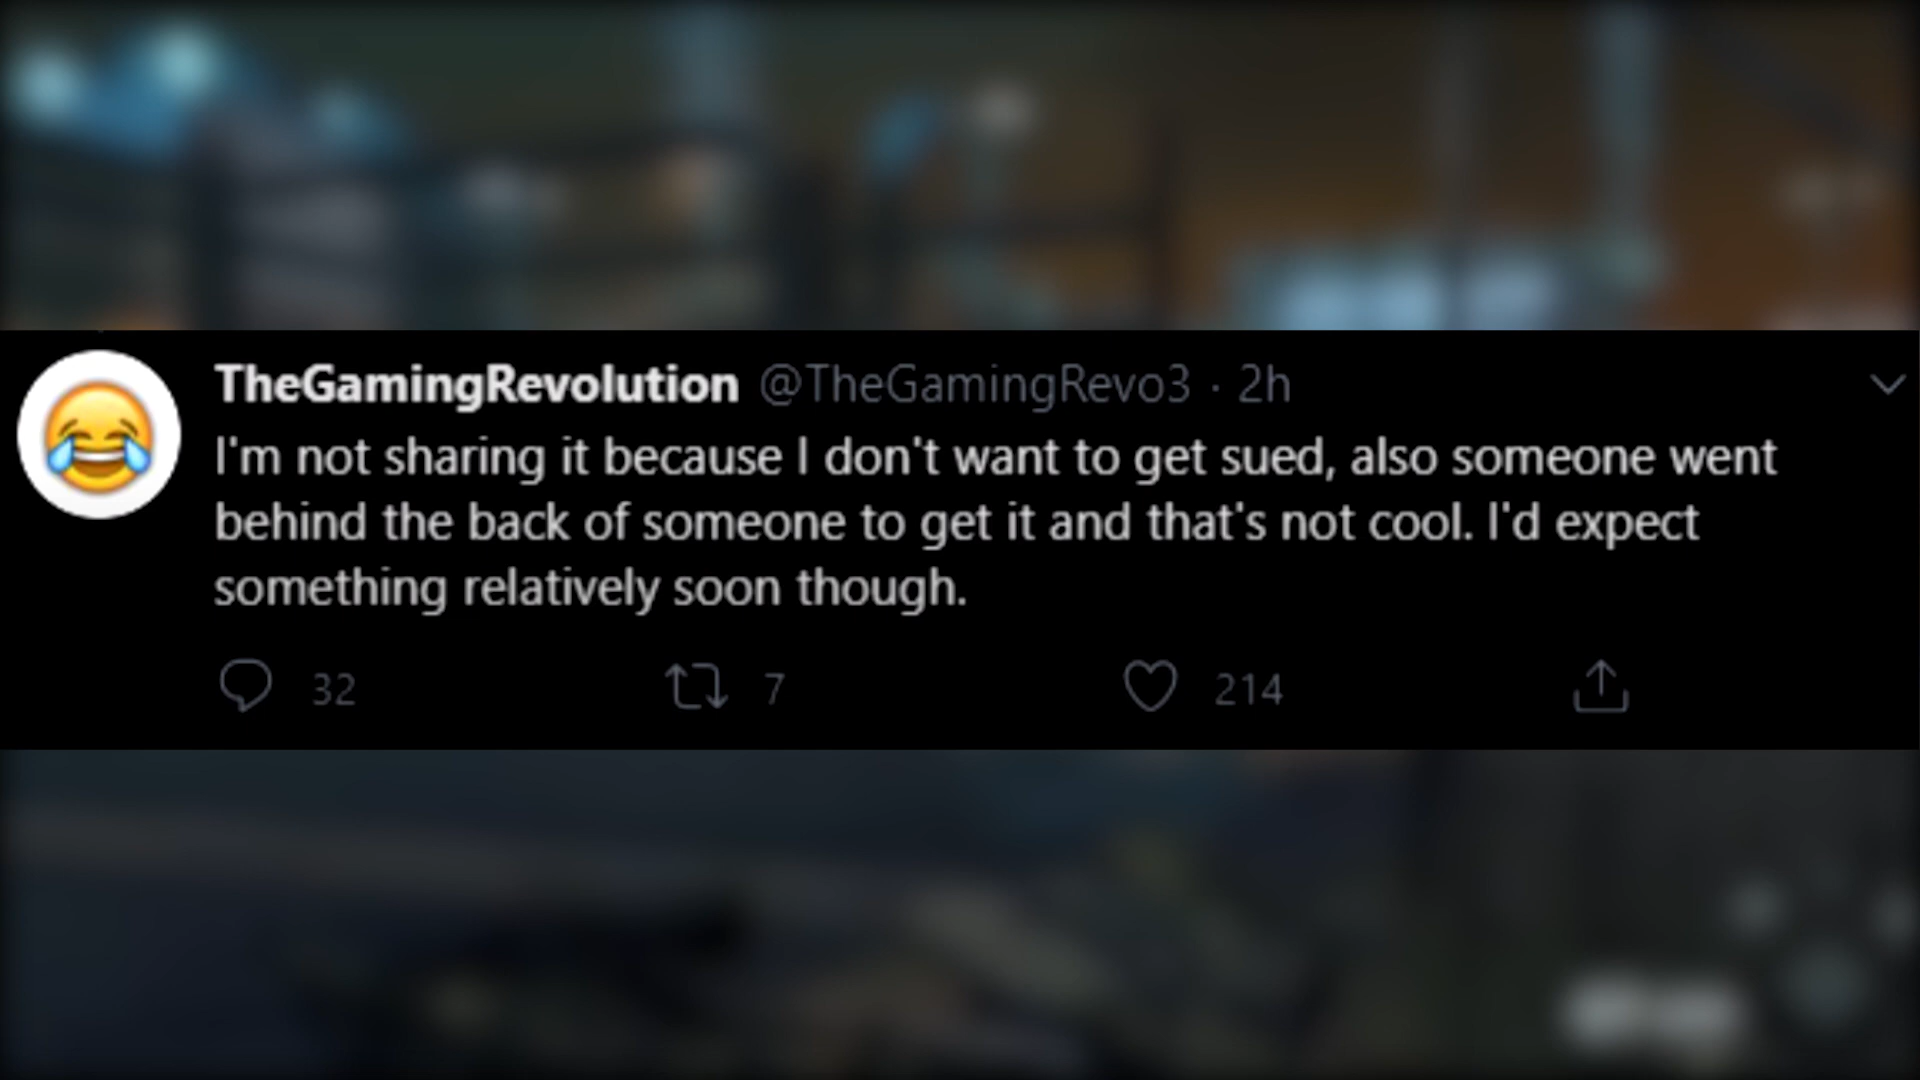 TheGamingRevolution @TheGamingRevo3 · 2h
I'm not sharing it because I don't want to get sued, also someone went
behind the back of someone to get it and that's not cool. I'd expect
something relatively soon though.
32 7 214